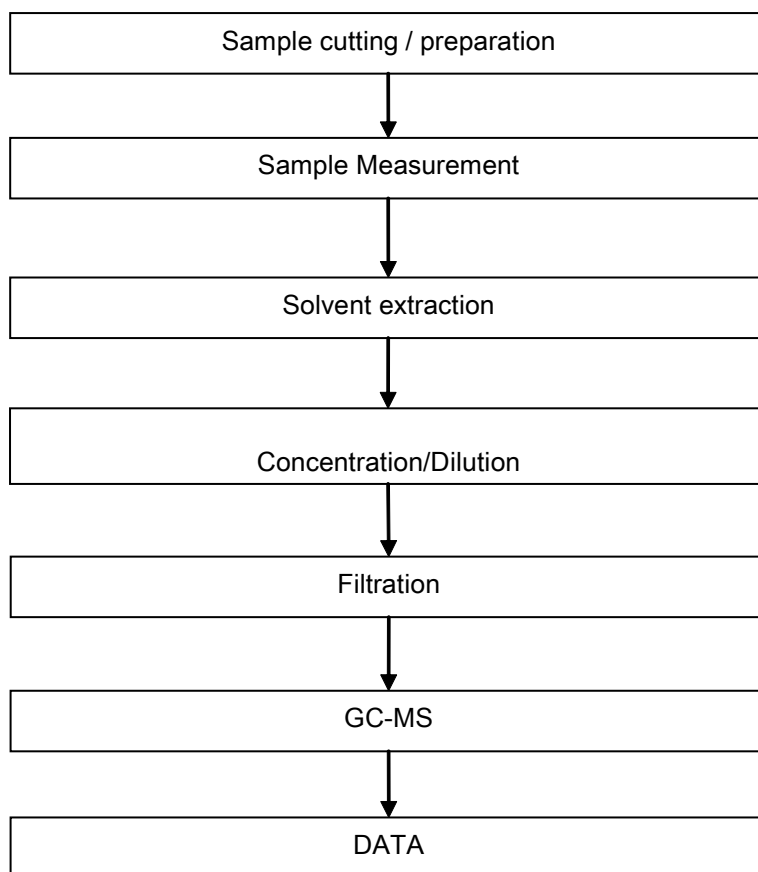 Sample cutting / preparation
Sample Measurement
Solvent extraction
Concentration/Dilution
Filtration
GC-MS
DATA